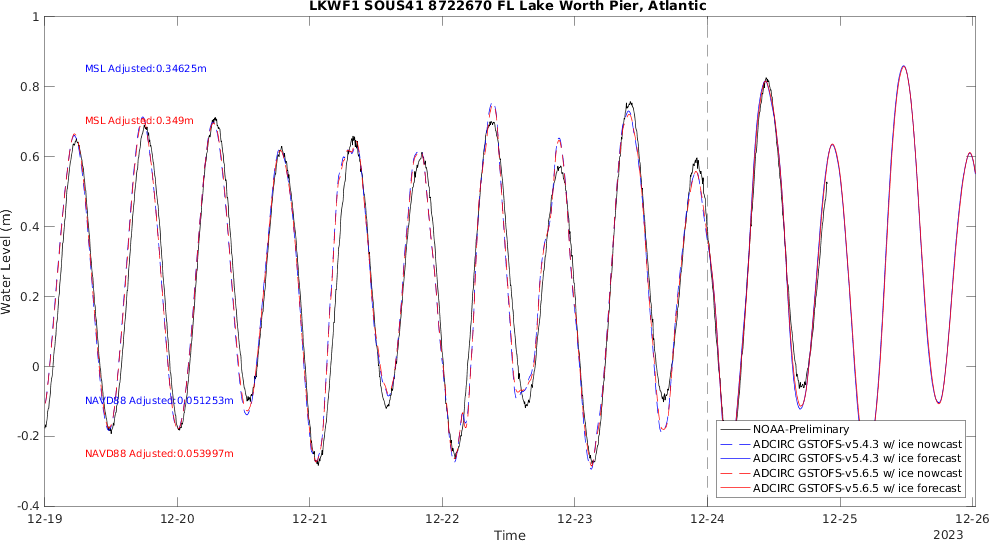 LKWF1 SOUS41 8722670 FL Lake Worth Pier, Atlantic
1
0.8
0.6
0.4
0.2
0
-0.2
-0.4
Water Level (m)
MSL Adjusted:0.34625m
MSL Adjusted:0.349m
NAVD88 Adjusted:0.051253m
NAVD88 Adjusted:0.053997m
NOAA-Preliminary
ADCIRC GSTOFS-v5.4.3 w/ ice nowcast
ADCIRC GSTOFS-v5.4.3 w/ ice forecast
ADCIRC GSTOFS-v5.6.5 w/ ice nowcast
ADCIRC GSTOFS-v5.6.5 w/ ice forecast
12-19 12-20 12-21 12-22 12-23 12-24 12-25 12-26
Time
2023